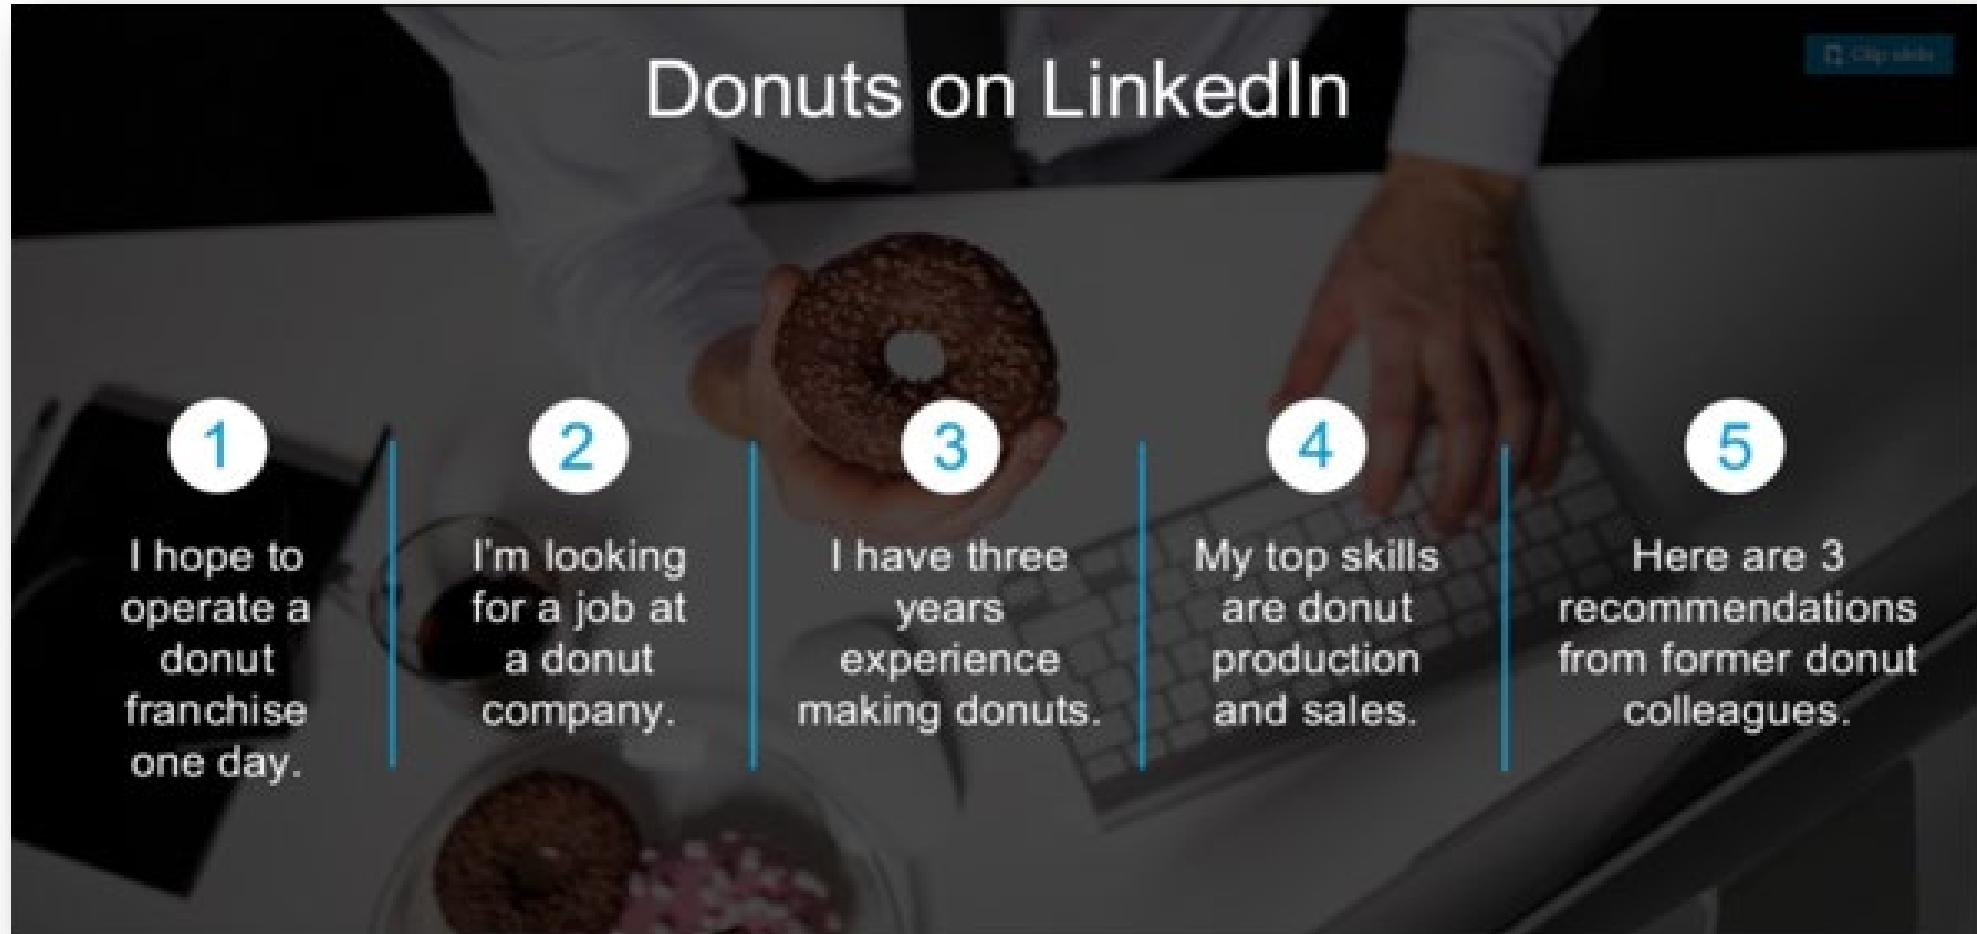 Donuts on LinkedIn
Clip slide
1
I hope to
operate a
donut
franchise
one day.
2
I'm looking
for a job at
a donut
company.
3
I have three
years
experience
making donuts.
4
My top skills
are donut
production
and sales.
5
Here are 3
recommendations
from former donut
colleagues.